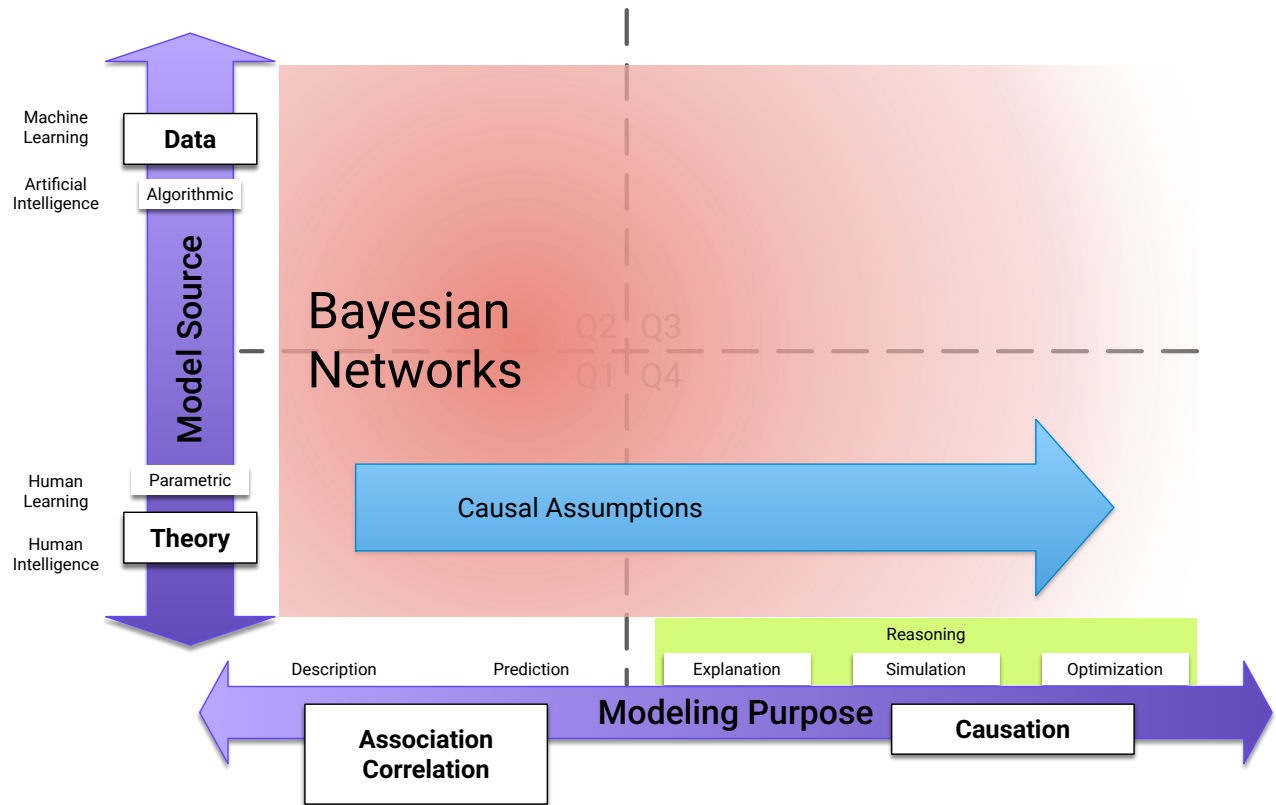 Machine
Learning
Data
Artificial
Intelligence
Algorithmic
Model Source
Bayesian
Networks
Q2
Q3
Q1
Q4
Human
Learning
Parametric
Theory
Human
Intelligence
Causal Assumptions
Reasoning
Description
Prediction
Explanation
Simulation
Optimization
Modeling Purpose
Association
Correlation
Causation